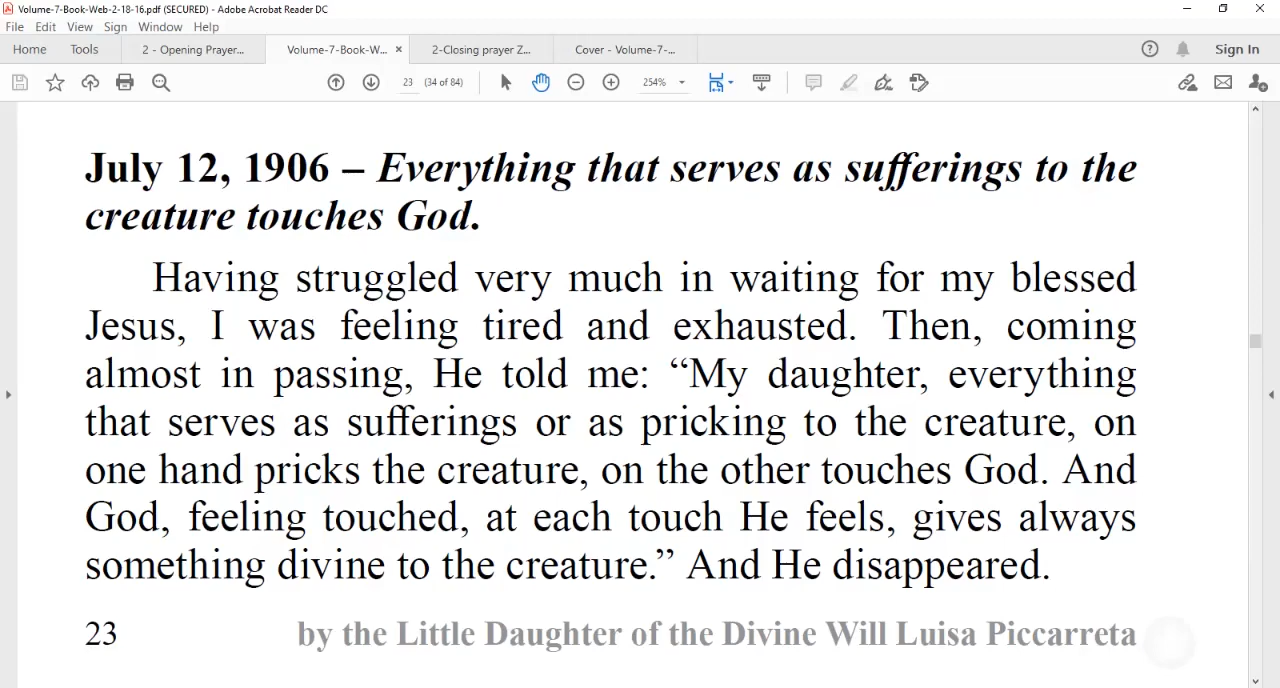 Volume-7-Book-Web-2-18-16.pdf (SECURED) - Adobe Acrobat Reader DC
File Edit View Sign Window Help
Home Tools 2 - Opening Prayer... Volume-7-Book-W... × 2-Closing prayer Z... Cover - Volume-7-... Sign In
23 (34 of 84) 254%
July 12, 1906 – Everything that serves as sufferings to the
creature touches God.
Having struggled very much in waiting for my blessed
Jesus, I was feeling tired and exhausted. Then, coming
almost in passing, He told me: “My daughter, everything
that serves as sufferings or as pricking to the creature, on
one hand pricks the creature, on the other touches God. And
God, feeling touched, at each touch He feels, gives always
something divine to the creature.” And He disappeared.
23 by the Little Daughter of the Divine Will Luisa Piccarreta